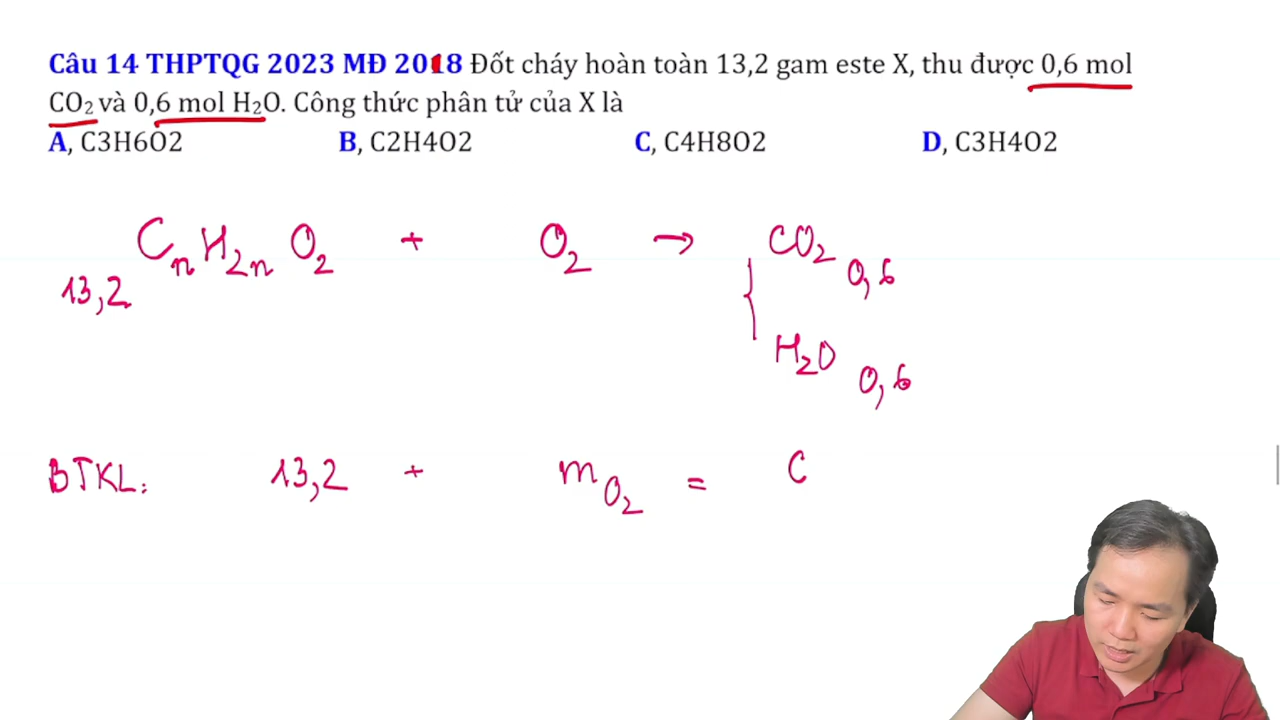 Câu 14 THPTQG 2023 MĐ 2018 Đốt cháy hoàn toàn 13,2 gam este X, thu được 0,6 mol
CO₂ và 0,6 mol H₂O. Công thức phân tử của X là
A, C3H6O2 B, C2H4O2 C, C4H8O2 D, C3H4O2
CₙH₂ₙO₂ + O₂ → CO₂
13,2 0,6
H₂O
0,6
BTKL: 13,2 + mO₂ = C